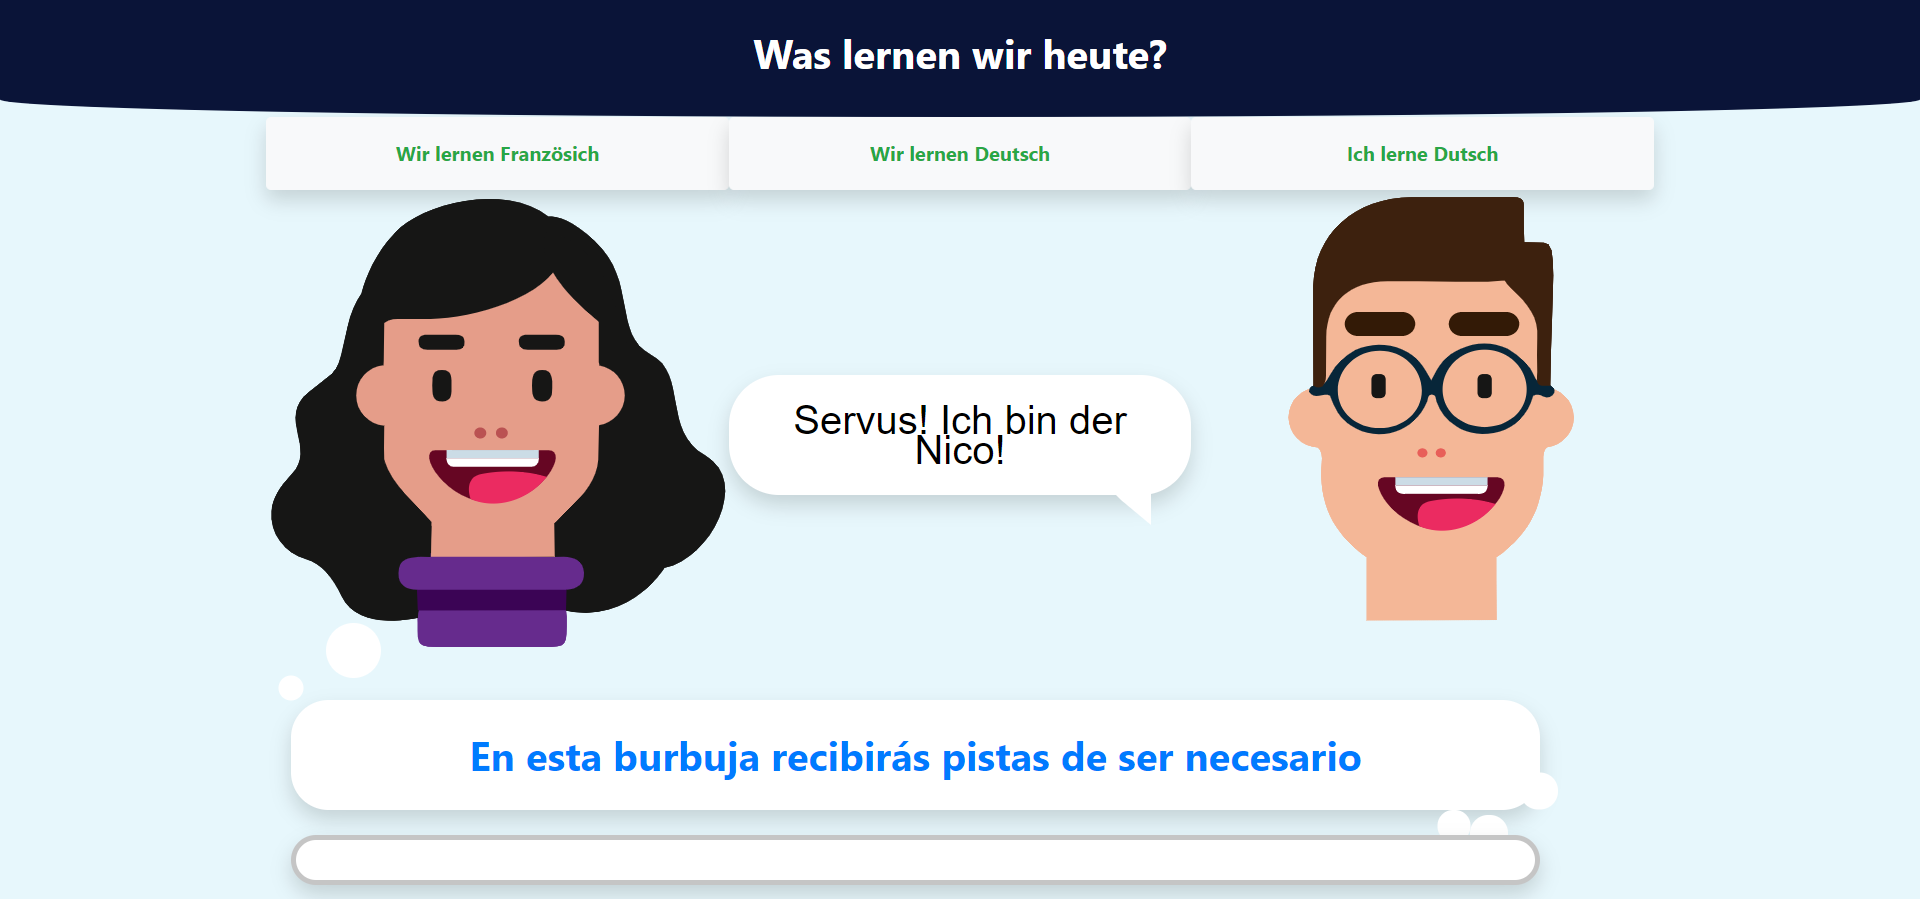 Was lernen wir heute?
Wir lernen Französich
Wir lernen Deutsch
Ich lerne Dutsch
Servus! Ich bin der
Nico!
En esta burbuja recibirás pistas de ser necesario